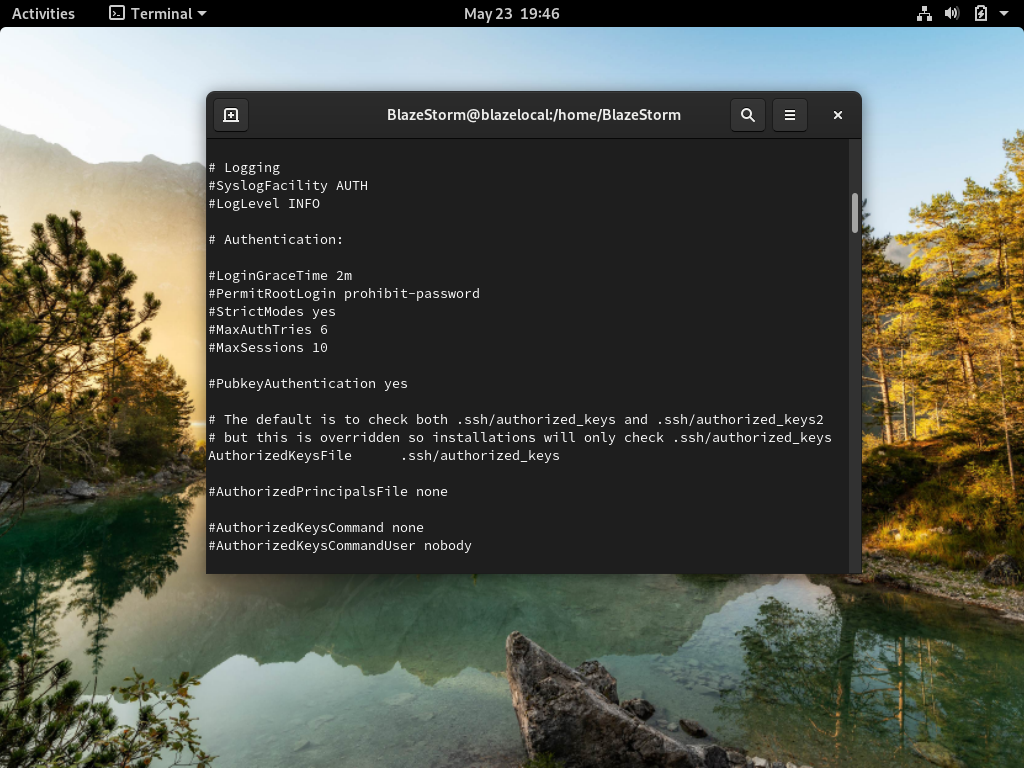 Activities
Terminal
May 23 19:46
BlazeStorm@blazelocal:/home/BlazeStorm
# Logging
#SyslogFacility AUTH
#LogLevel INFO
# Authentication:
#LoginGraceTime 2m
#PermitRootLogin prohibit-password
#StrictModes yes
#MaxAuthTries 6
#MaxSessions 10
#PubkeyAuthentication yes
# The default is to check both .ssh/authorized_keys and .ssh/authorized_keys2
# but this is overridden so installations will only check .ssh/authorized_keys
AuthorizedKeysFile      .ssh/authorized_keys
#AuthorizedPrincipalsFile none
#AuthorizedKeysCommand none
#AuthorizedKeysCommandUser nobody